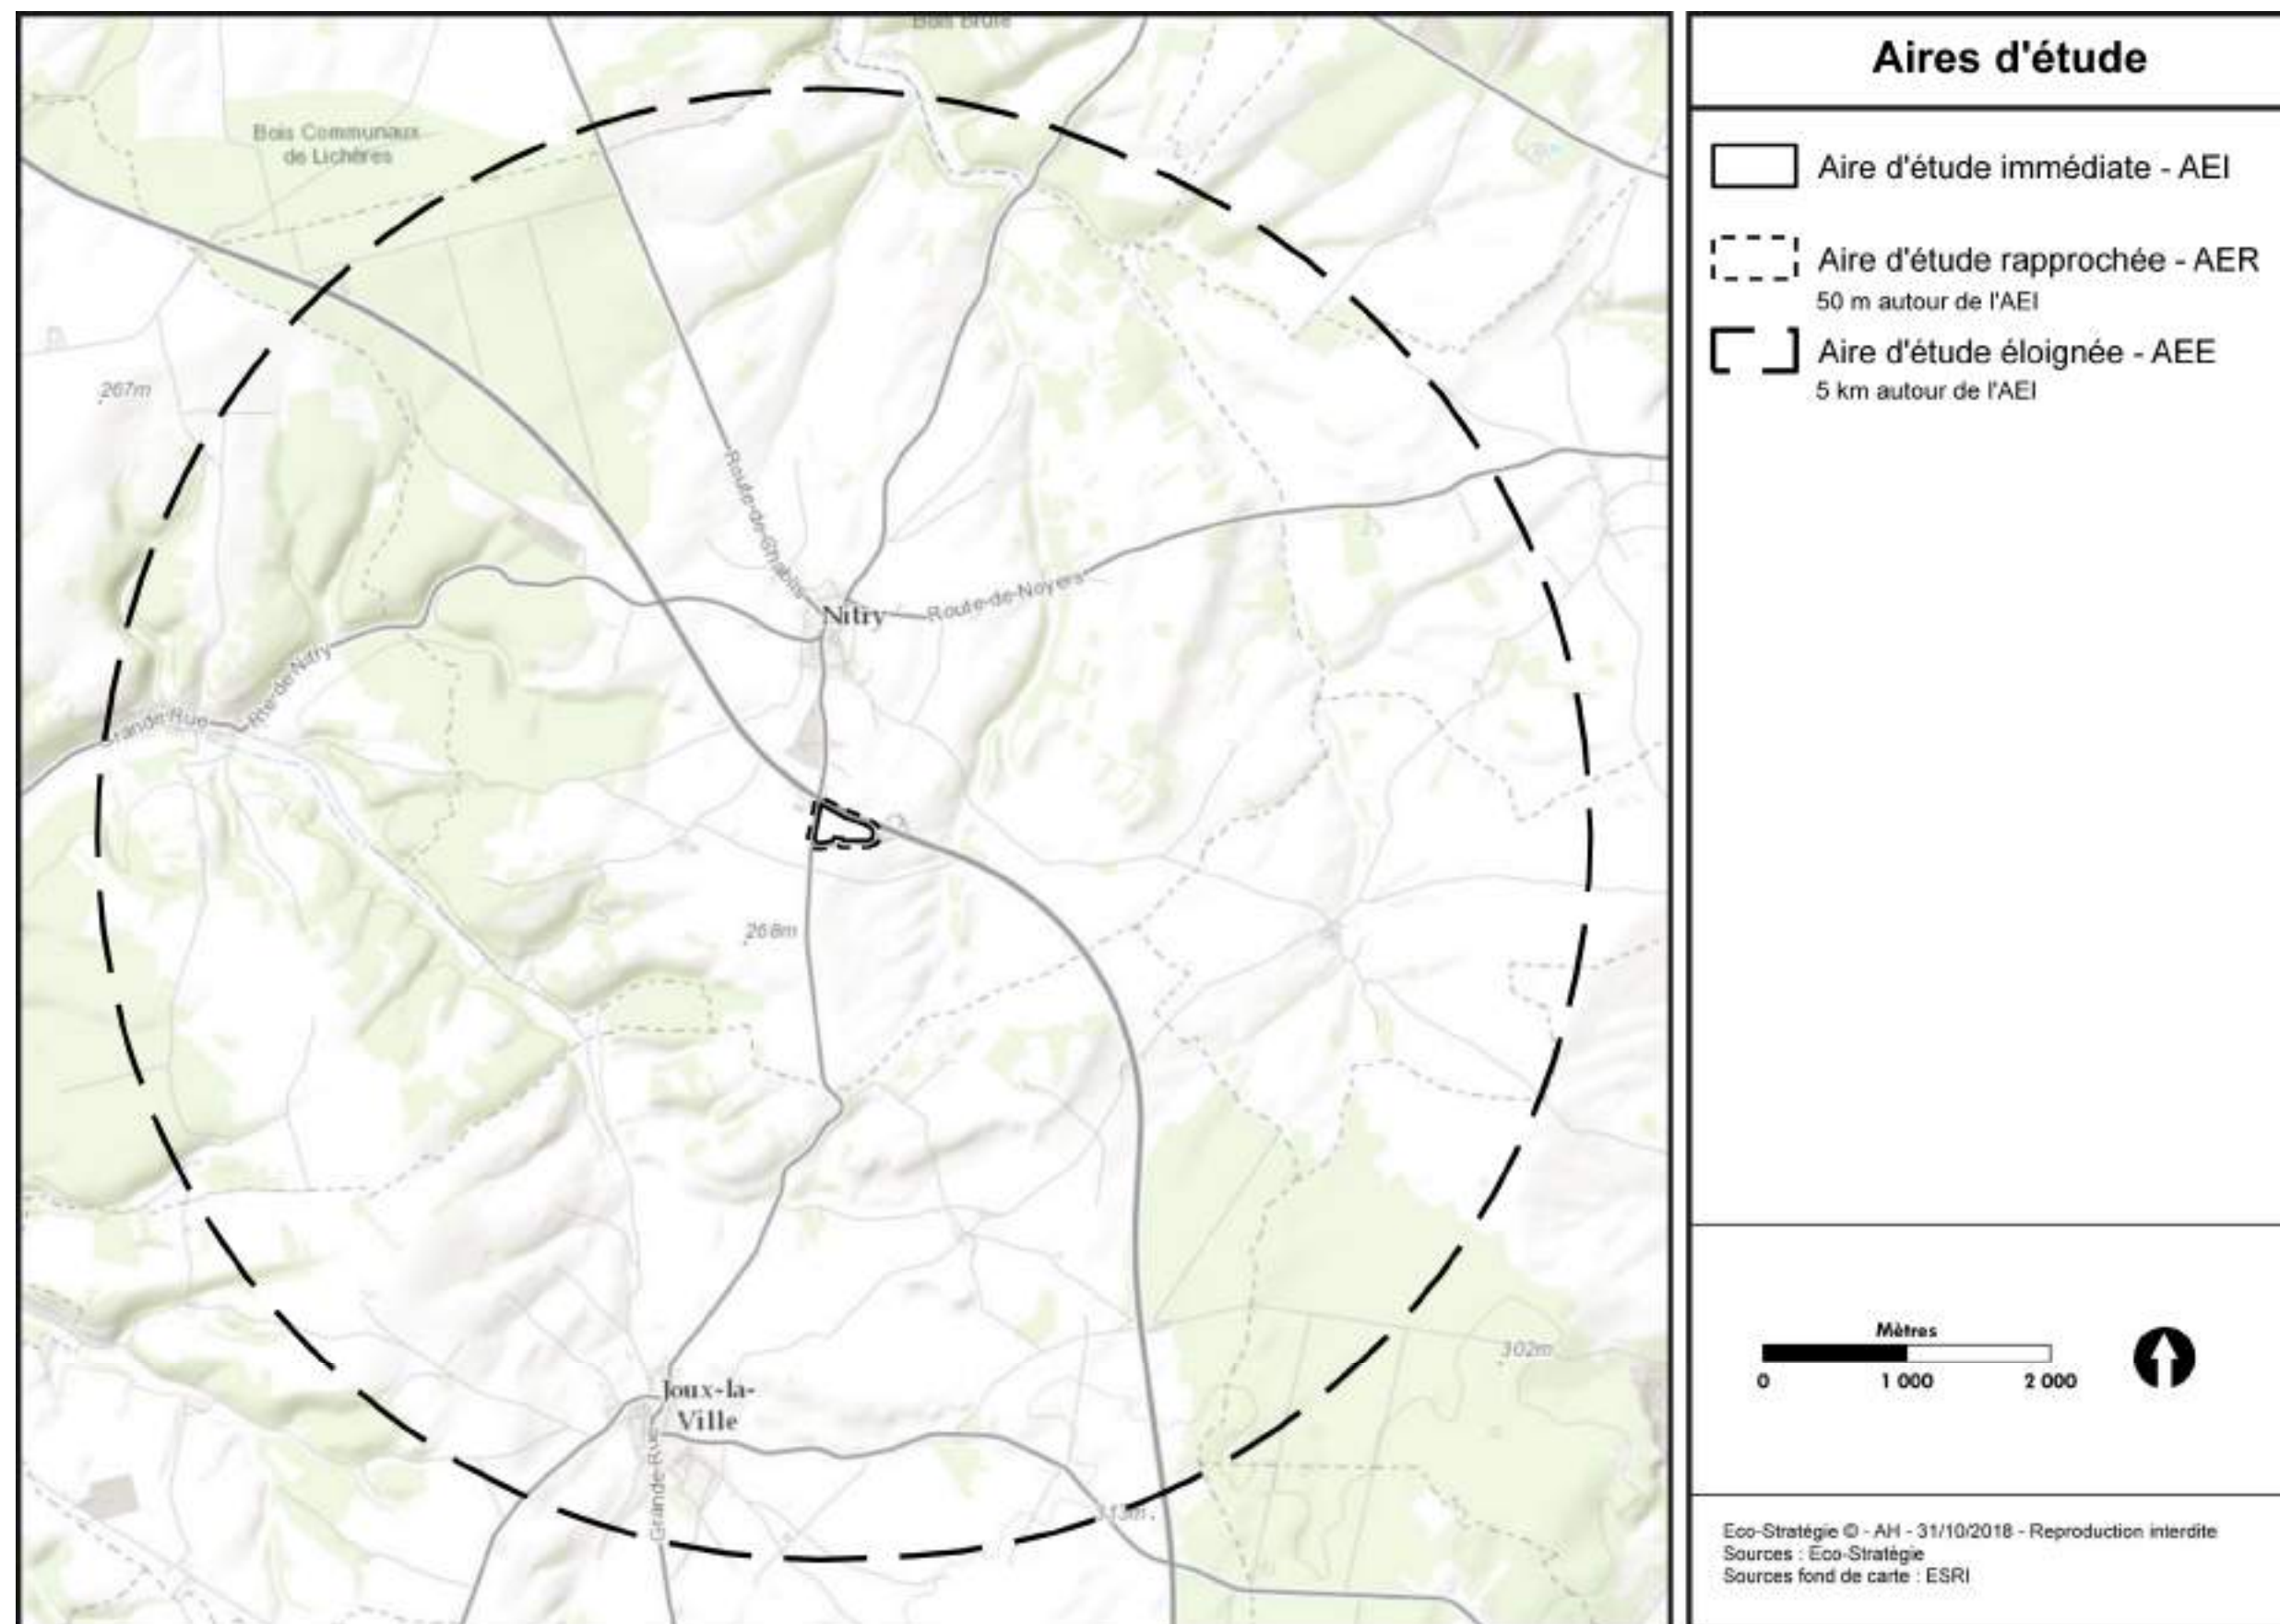 Bois Brûlé
Aires d'étude
Bois Communaux
de Lichères
Aire d'étude immédiate - AEI
Aire d'étude rapprochée - AER
50 m autour de l'AEI
Aire d'étude éloignée - AEE
5 km autour de l'AEI
267m
Route-de-Chablis
Nitry
Route-de-Noyers
Rte-de-Nitry
Grande-Rue
268m
302m
Joux-la-
Ville
Grande Rue
313m
Mètres
0 1 000 2 000
Eco-Stratégie © - AH - 31/10/2018 - Reproduction interdite
Sources : Eco-Stratégie
Sources fond de carte : ESRI